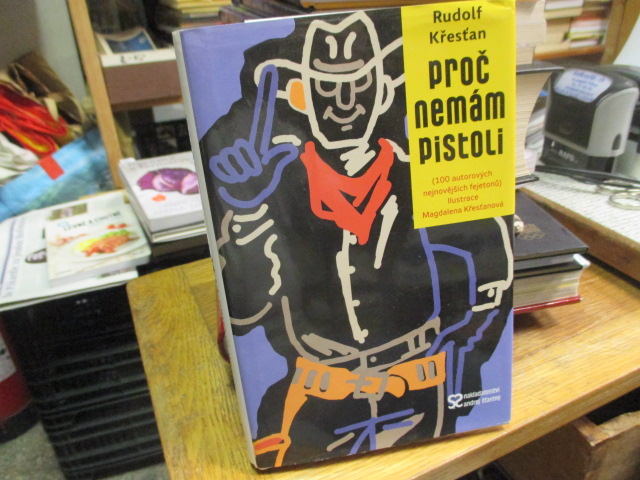 Rudolf
Křesťan
proč
nemám
pistoli
(100 autorových
nejnovějších fejetonů)
Ilustrace
Magdalena Křesťanová
nakladatelství
andrej šťastný